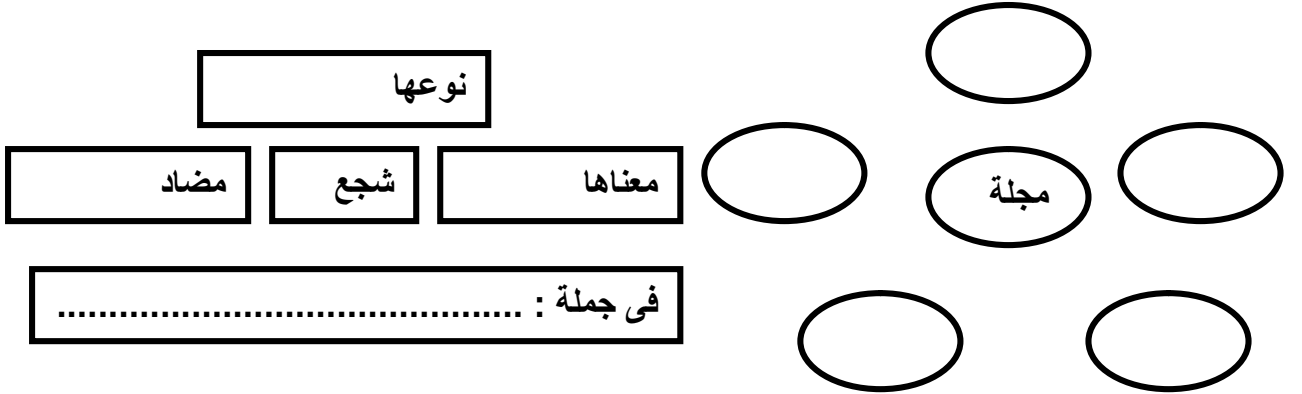 نوعها
معناها
شجع
مضاد
مجلة
فى جملة : .............................................